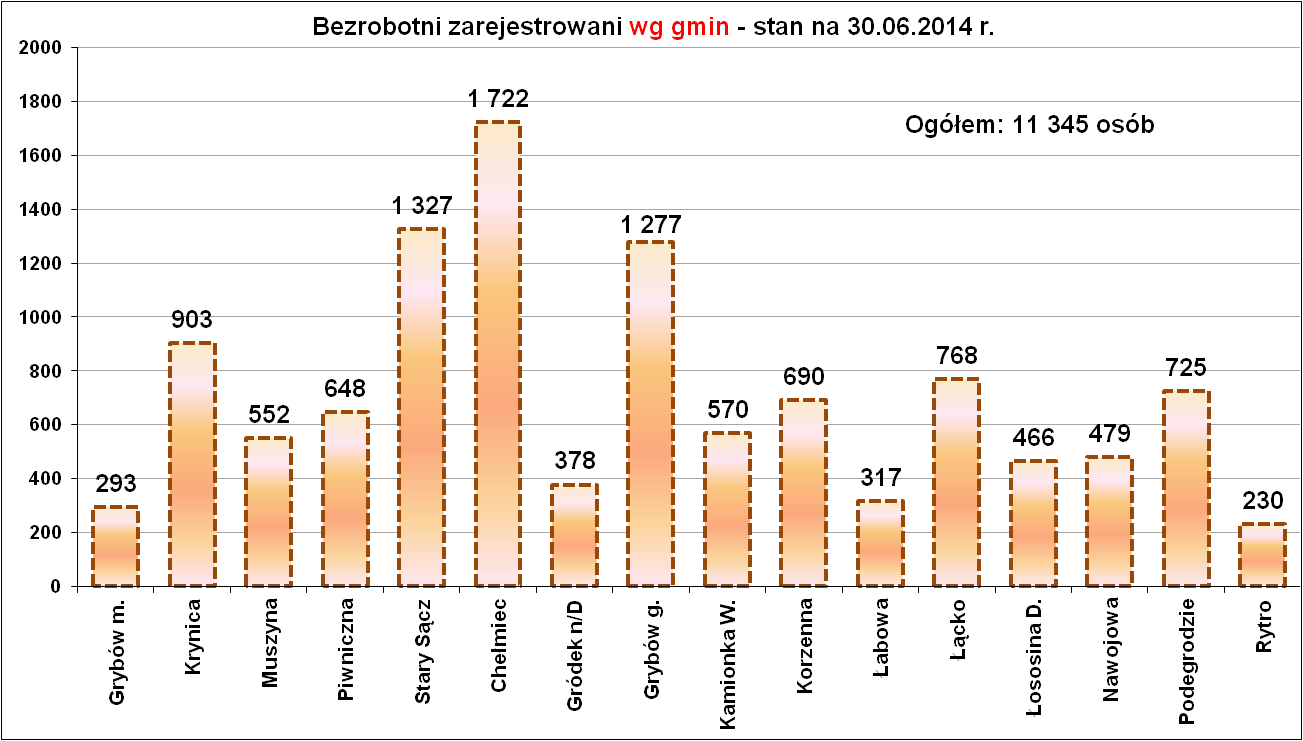 Bezrobotni zarejestrowani wg gmin - stan na 30.06.2014 r.
Ogółem: 11 345 osób
2000
1800
1600
1400
1200
1000
800
600
400
200
0
293
903
552
648
1 327
1 722
378
1 277
570
690
317
768
466
479
725
230
Grybów m.
Krynica
Muszyna
Piwniczna
Stary Sącz
Chełmiec
Gródek n/D
Grybów g.
Kamionka W.
Korzenna
Łabowa
Łącko
Łososina D.
Nawojowa
Podegrodzie
Rytro